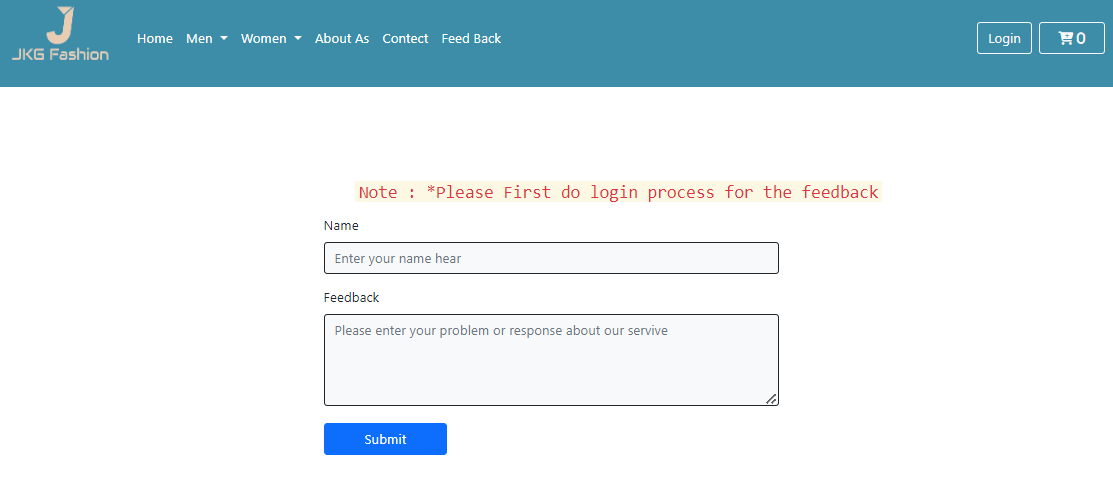 J
JKG Fashion
Home Men Women About As Contect Feed Back Login 0
Note : *Please First do login process for the feedback
Name
Enter your name hear
Feedback
Please enter your problem or response about our servive
Submit